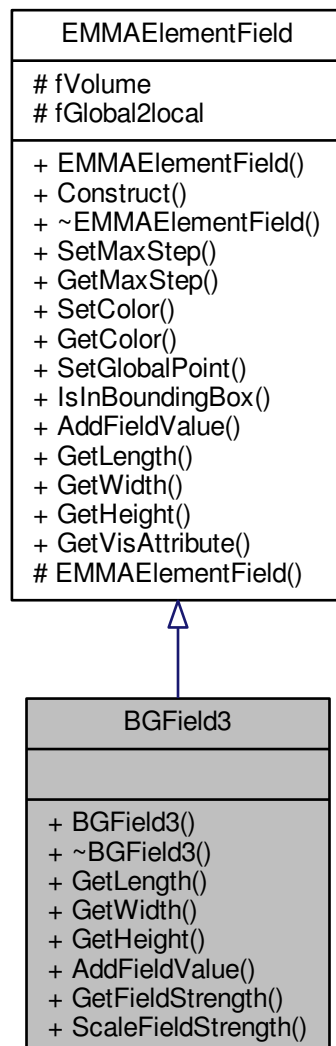 EMMAElementField
# fVolume
# fGlobal2local
+ EMMAElementField()
+ Construct()
+ ~EMMAElementField()
+ SetMaxStep()
+ GetMaxStep()
+ SetColor()
+ GetColor()
+ SetGlobalPoint()
+ IsInBoundingBox()
+ AddFieldValue()
+ GetLength()
+ GetWidth()
+ GetHeight()
+ GetVisAttribute()
# EMMAElementField()
BGField3
+ BGField3()
+ ~BGField3()
+ GetLength()
+ GetWidth()
+ GetHeight()
+ AddFieldValue()
+ GetFieldStrength()
+ ScaleFieldStrength()